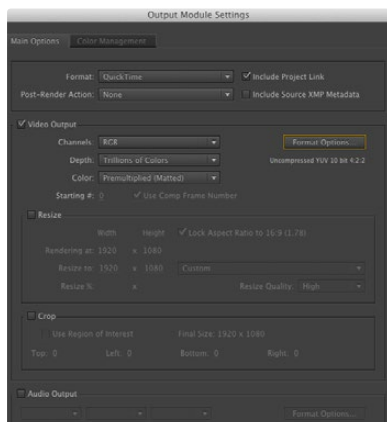 Output Module Settings
Main Options Color Management
Format: QuickTime Include Project Link
Post-Render Action: None Include Source XMP Metadata
Video Output
Channels: RGB Format Options...
Depth: Trillions of Colors Uncompressed YUV 10 bit 4:2:2
Color: Premultiplied (Matted)
Starting #: 0 Use Comp Frame Number
Resize
Width Height Lock Aspect Ratio to 16:9 (1.78)
Rendering at: 1920 x 1080
Resize to: 1920 x 1080 Custom
Resize % x Resize Quality: High
Crop
Use Region of Interest Final Size: 1920 x 1080
Top: 0 Left: 0 Bottom: 0 Right: 0
Audio Output
Format Options...